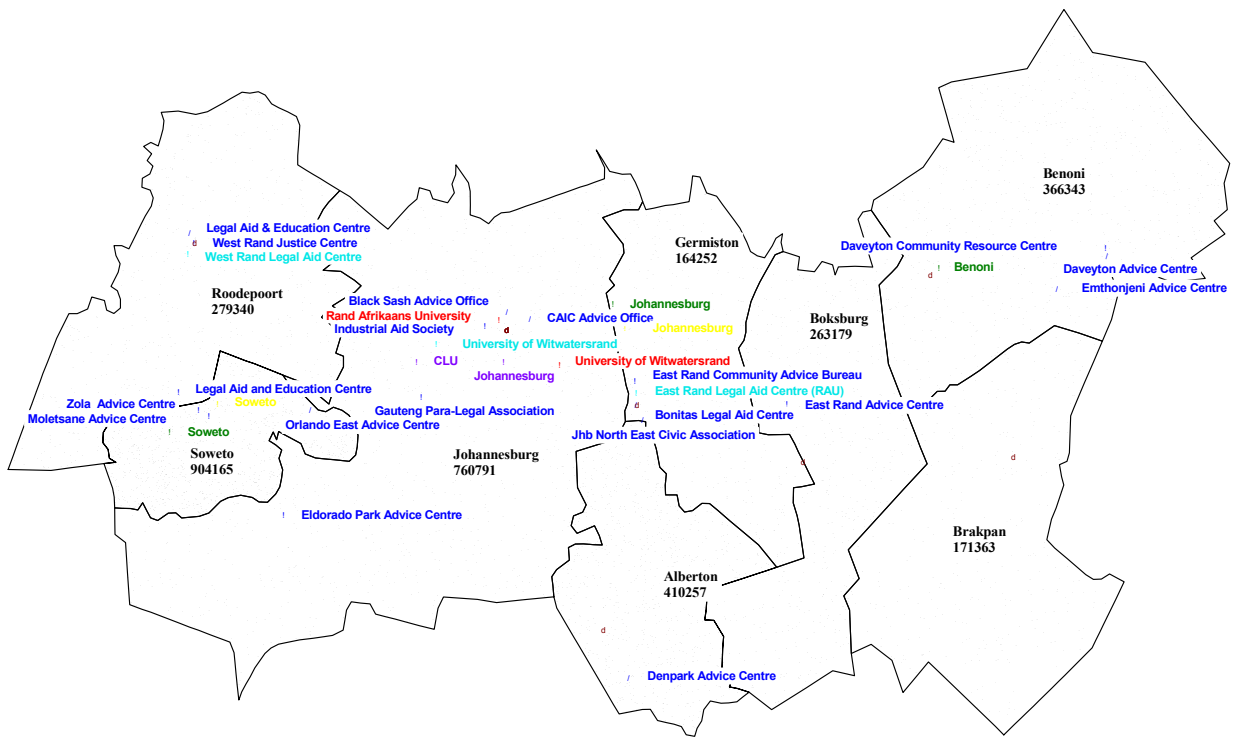 Benoni
366343
Legal Aid & Education Centre
West Rand Justice Centre
West Rand Legal Aid Centre
Germiston
164252
Daveyton Community Resource Centre
Benoni
Daveyton Advice Centre
Emthonjeni Advice Centre
Roodepoort
279340
Black Sash Advice Office
Rand Afrikaans University
Industrial Aid Society
CAIC Advice Office
University of Witwatersrand
CLU
Johannesburg
Johannesburg
Johannesburg
University of Witwatersrand
Boksburg
263179
East Rand Community Advice Bureau
East Rand Legal Aid Centre (RAU)
East Rand Advice Centre
Bonitas Legal Aid Centre
Jhb North East Civic Association
Legal Aid and Education Centre
Zola Advice Centre
Soweto
Moletsane Advice Centre
Orlando East Advice Centre
Gauteng Para-Legal Association
Soweto
Soweto
904165
Johannesburg
760791
Eldorado Park Advice Centre
Brakpan
171363
Alberton
410257
Denpark Advice Centre